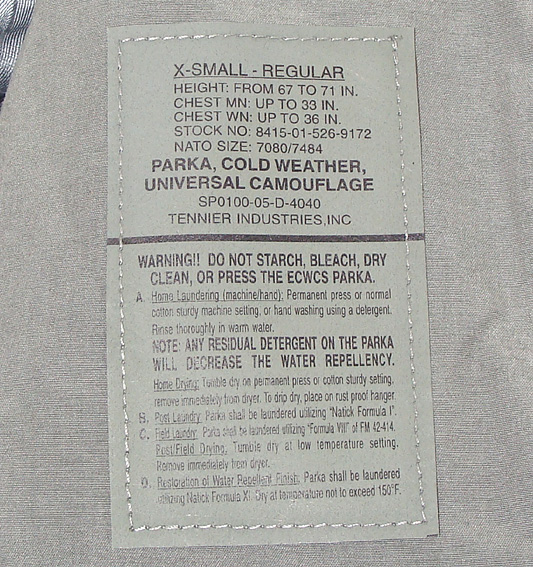 X-SMALL - REGULAR
HEIGHT: FROM 67 TO 71 IN.
CHEST MN: UP TO 33 IN.
CHEST WN: UP TO 36 IN.
STOCK NO: 8415-01-526-9172
NATO SIZE: 7080/7484
PARKA, COLD WEATHER,
UNIVERSAL CAMOUFLAGE
SP0100-05-D-4040
TENNIER INDUSTRIES,INC
WARNING!! DO NOT STARCH, BLEACH, DRY
CLEAN, OR PRESS THE ECWCS PARKA.
A. Home Laundering (machine/hand): Permanent press or normal
cotton sturdy machine setting, or hand washing using a detergent.
Rinse thoroughly in warm water.
NOTE: ANY RESIDUAL DETERGENT ON THE PARKA
WILL DECREASE THE WATER REPELLENCY.
Home Drying: Tumble dry on permanent press or cotton sturdy setting,
remove immediately from dryer. To drip dry, place on rust proof hanger.
B. Post Laundry: Parka shall be laundered utilizing "Natick Formula I".
C. Field Laundry: Parka shall be laundered utilizing "Formula VIII" of FM 42-414.
Post/Field Drying: Tumble dry at low temperature setting.
Remove immediately from dryer.
D. Restoration of Water Repellent Finish: Parka shall be laundered
utilizing Natick Formula XI. Dry at temperature not to exceed 150°F.